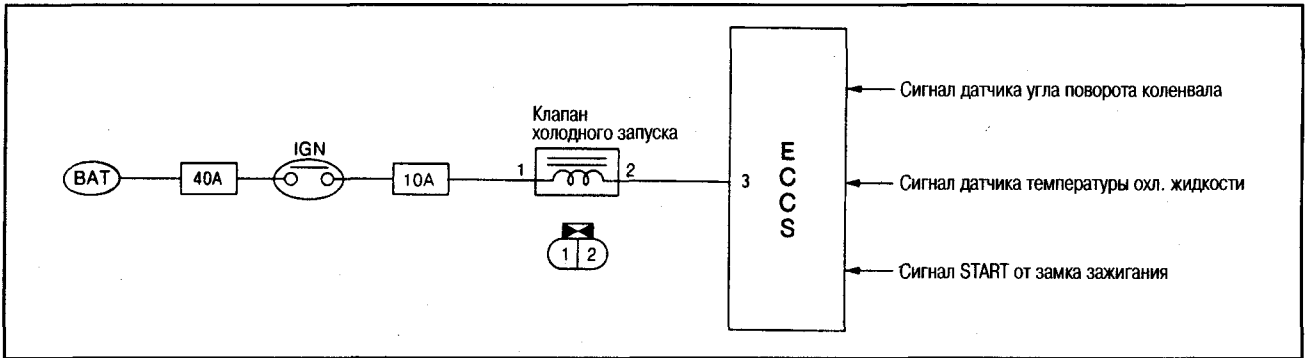 Сигнал датчика угла поворота коленвала
Клапан
холодного запуска
IGN
BAT
40A
10A
1
2
3
ECCS
Сигнал датчика температуры охл. жидкости
1 2
Сигнал START от замка зажигания